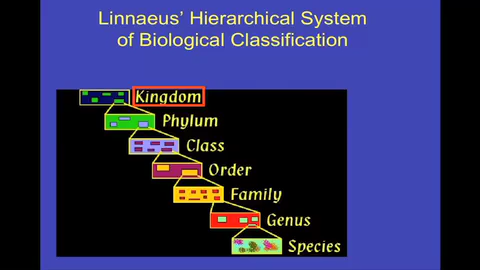 Linnaeus' Hierarchical System
of Biological Classification
Kingdom
Phylum
Class
Order
Family
Genus
Species